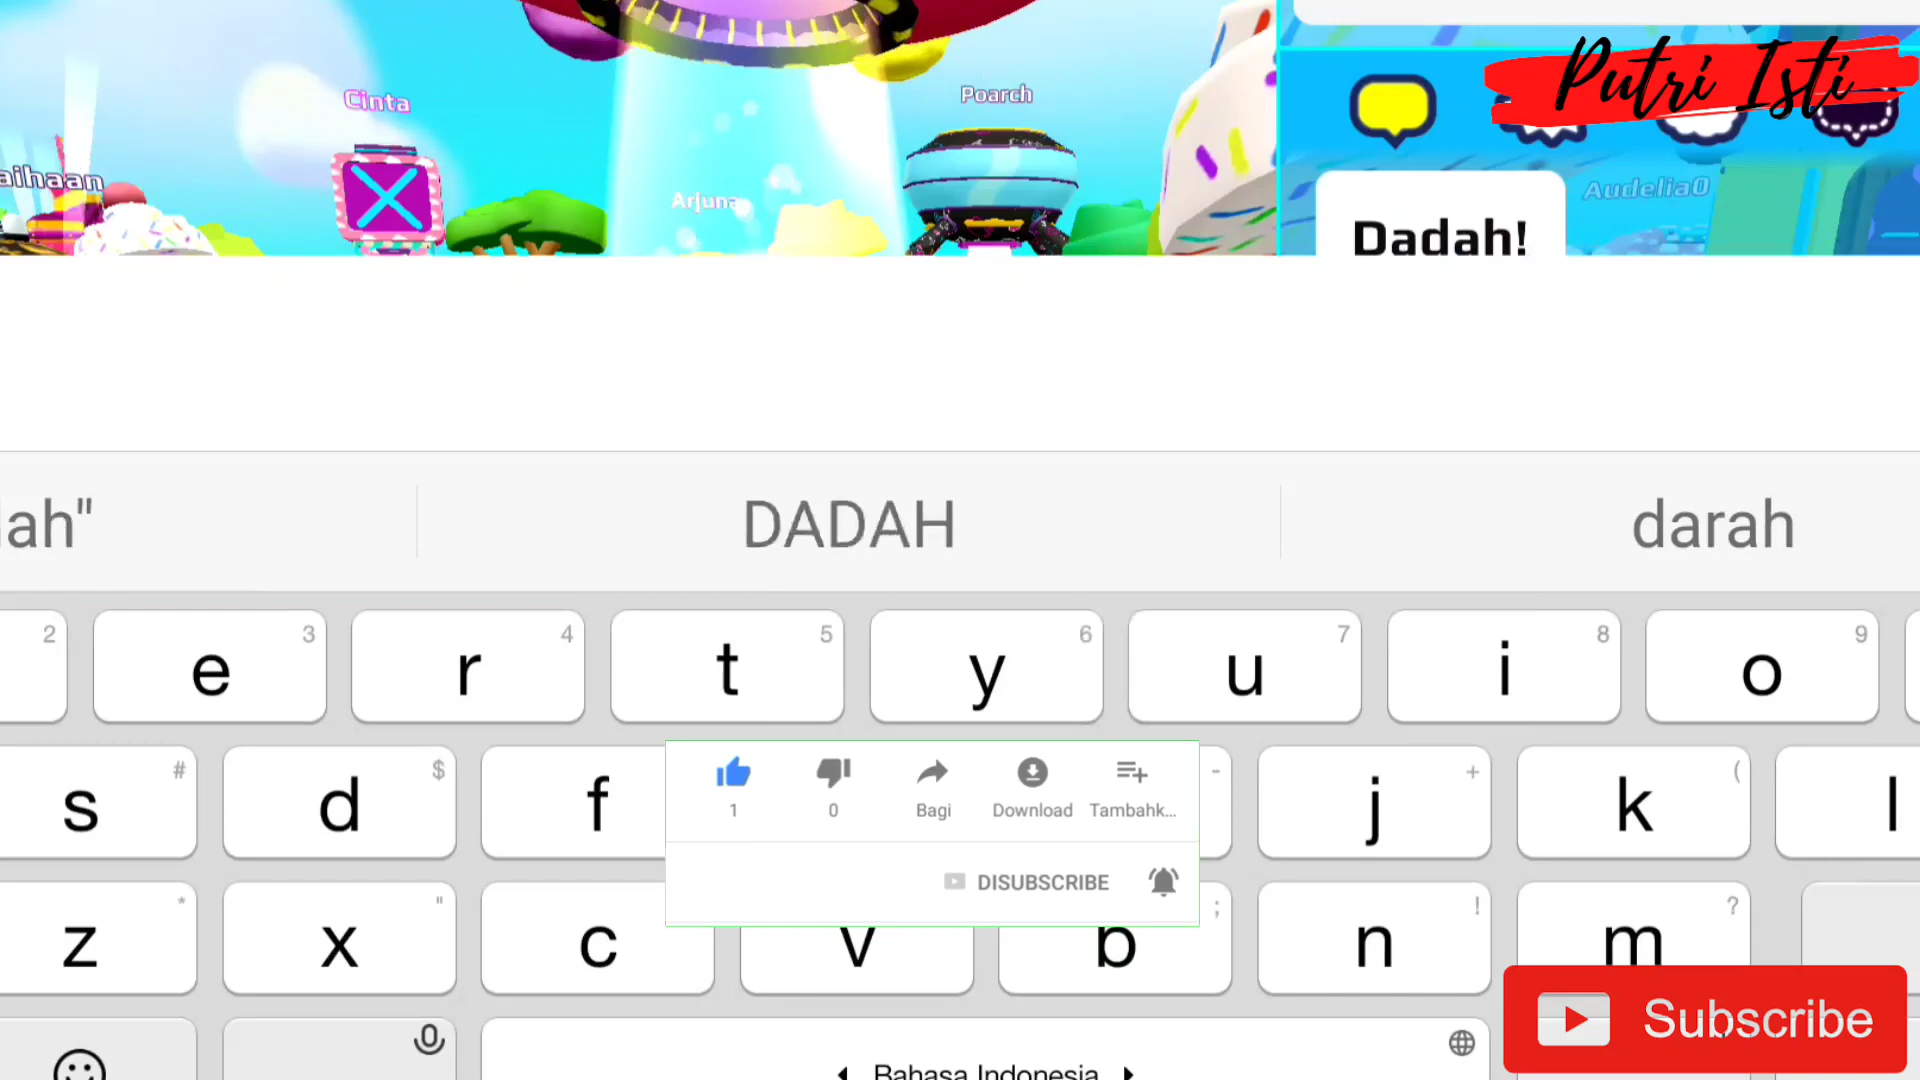 Putri Isti
Cinta
Poarch
aihaan
Arjuna
Audelia0
Dadah!
lah"
DADAH
darah
2 3 4 5 6 7 8 9
e r t y u i o
# $ - + (
s d f j k l
1 0 Bagi Download Tambahk...
DISUBSCRIBE
* " ; ! ?
z x c v b n m
Subscribe
Bahasa Indonesia